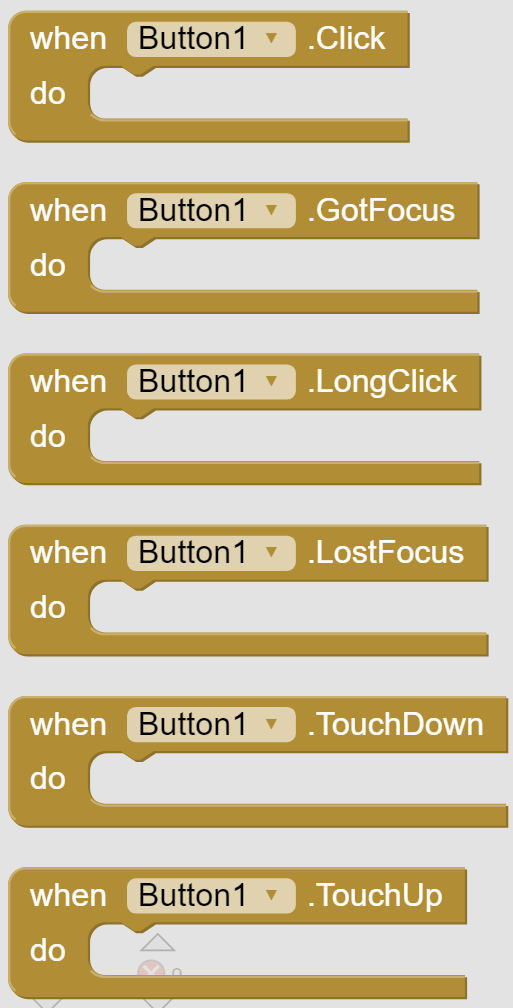 when Button1 .Click
do
when Button1 .GotFocus
do
when Button1 .LongClick
do
when Button1 .LostFocus
do
when Button1 .TouchDown
do
when Button1 .TouchUp
do
0